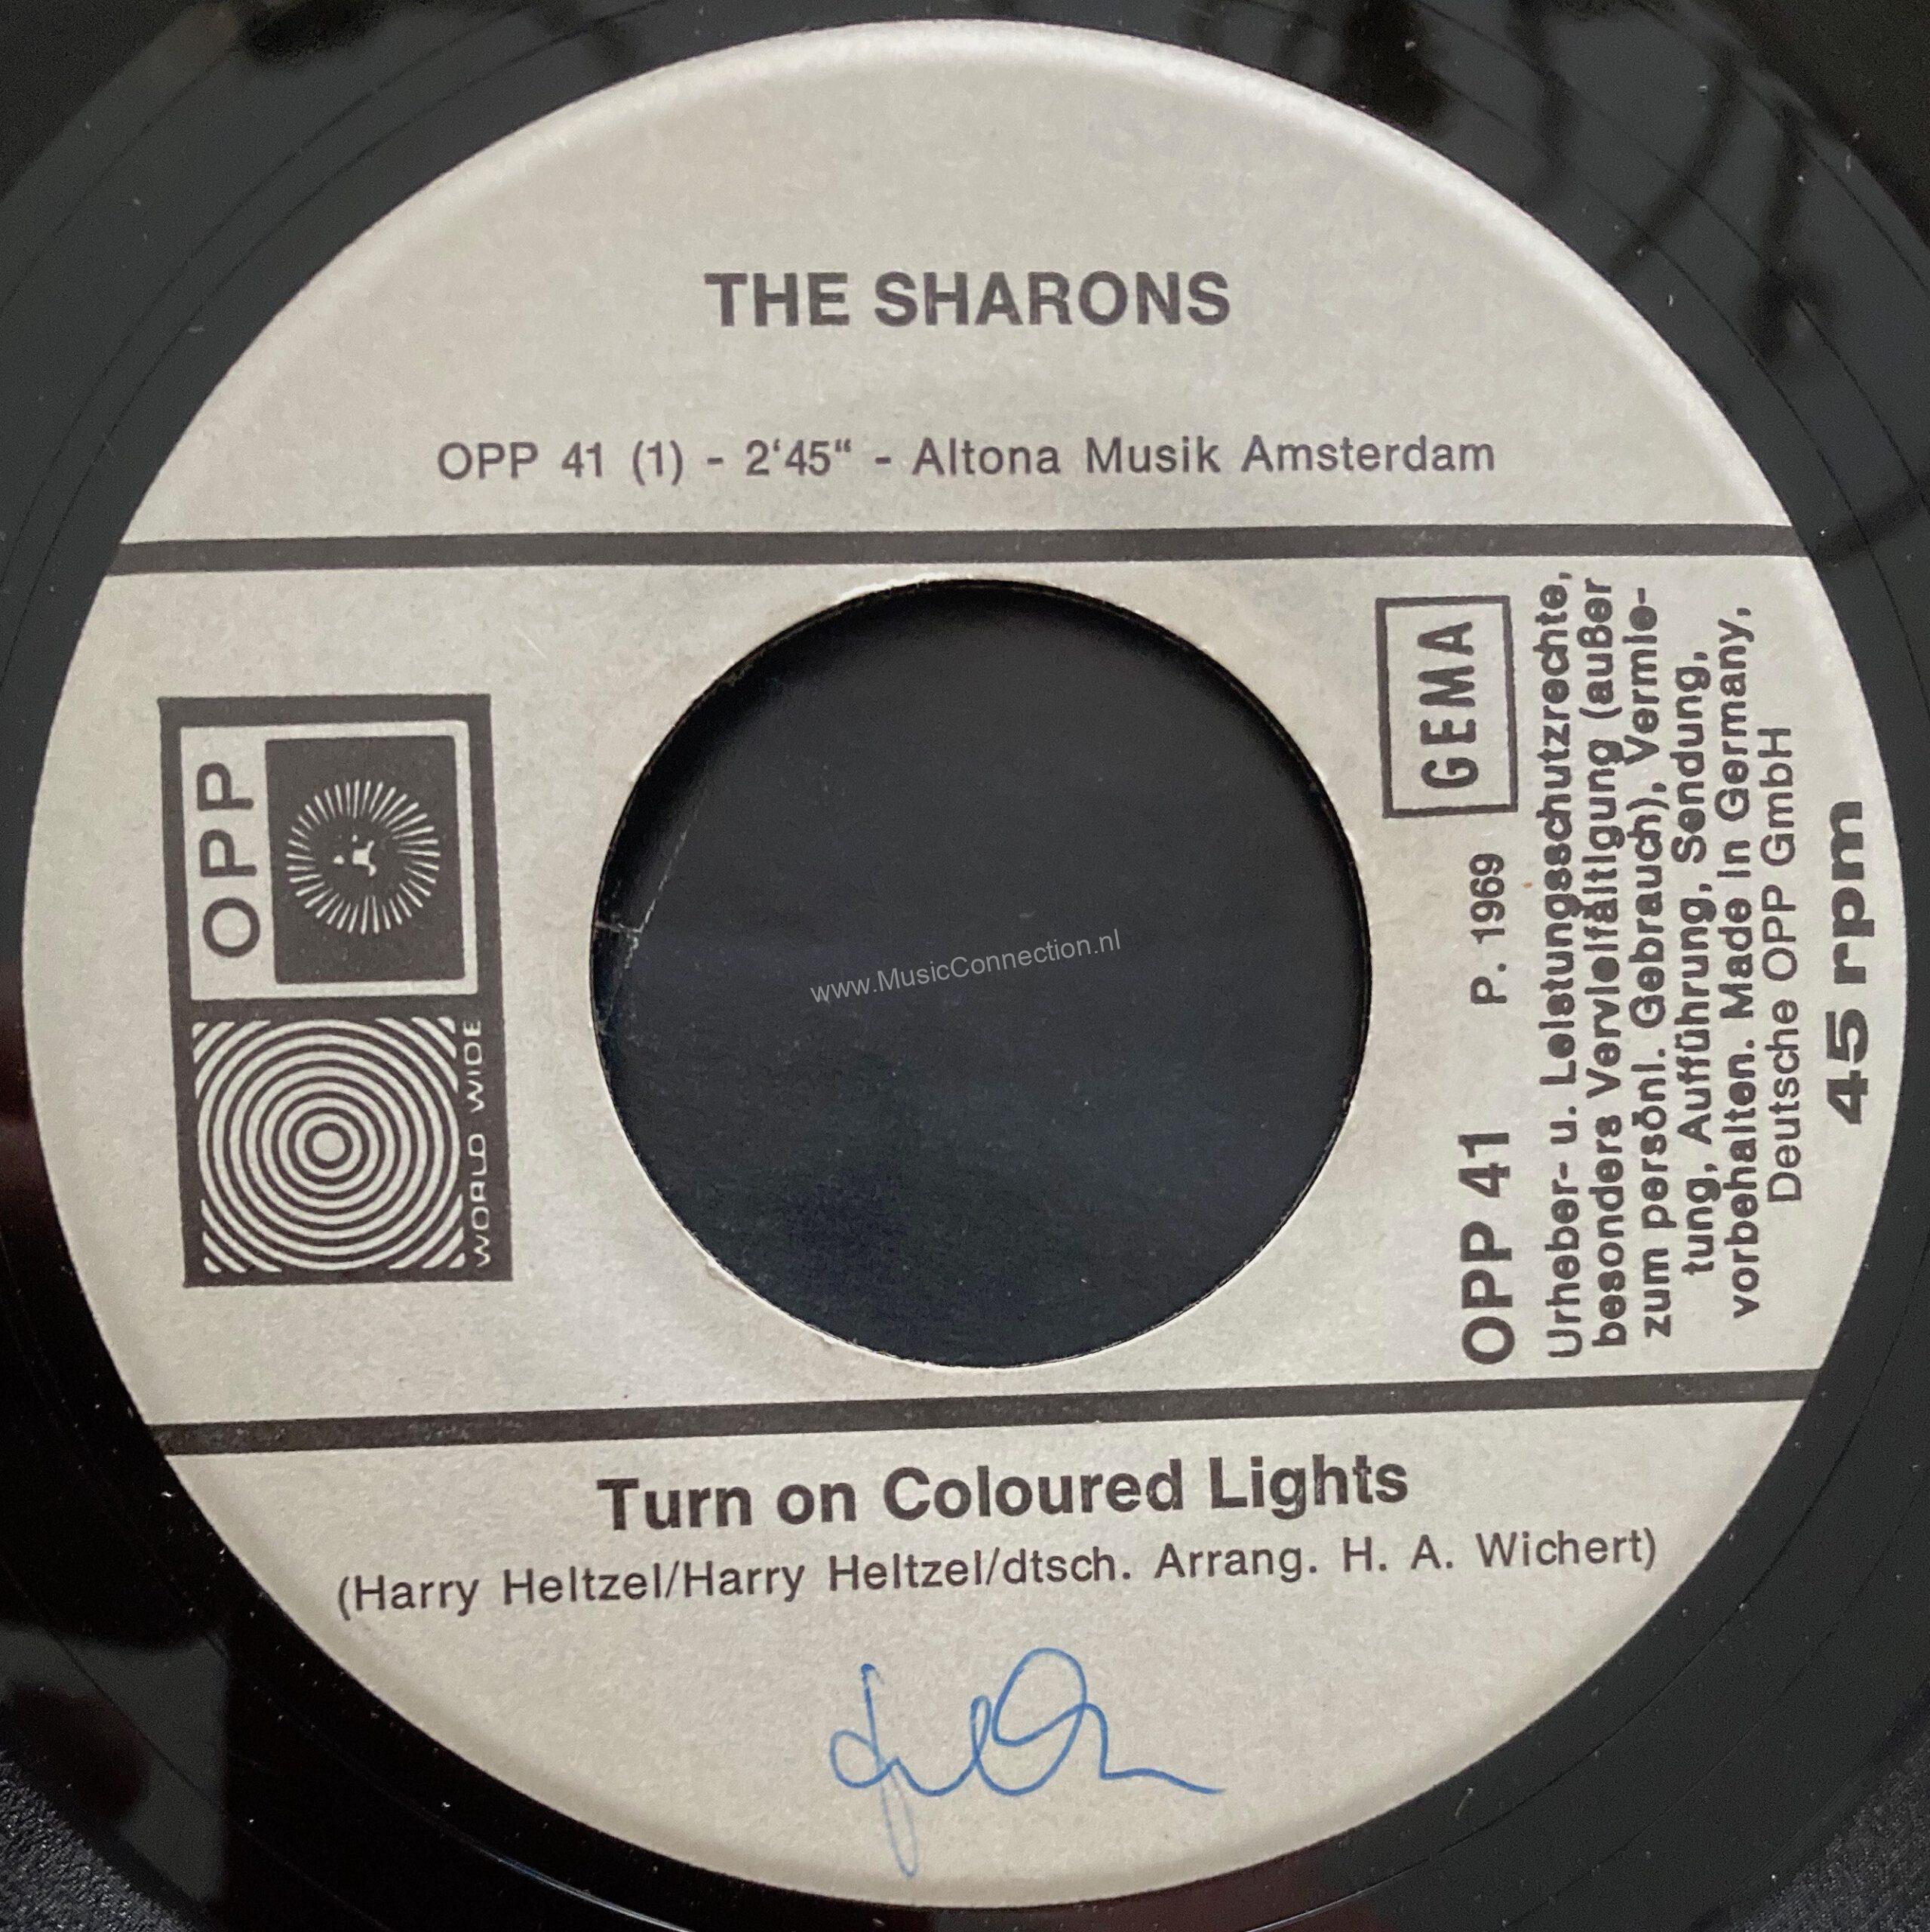 THE SHARONS
OPP 41 (1) - 2‘45“ - Altona Musik Amsterdam
OPP
WORLD WIDE
GEMA
P. 1969
OPP 41
Urheber- u. Leistungsschutzrechte,
besonders Vervielfältigung (außer
zum persönl. Gebrauch), Vermie-
tung, Aufführung, Sendung,
vorbehalten. Made in Germany,
Deutsche OPP GmbH
45 rpm
www.MusicConnection.nl
Turn on Coloured Lights
(Harry Heltzel/Harry Heltzel/dtsch. Arrang. H. A. Wichert)